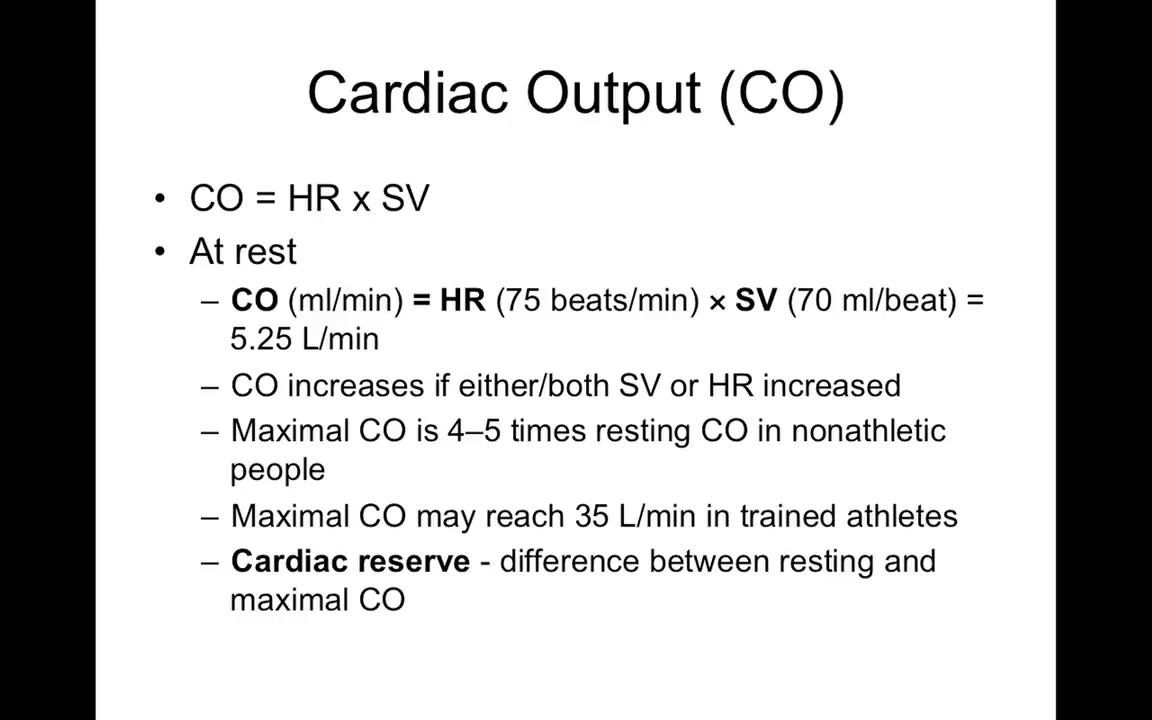 Cardiac Output (CO)
• CO = HR x SV
• At rest
– CO (ml/min) = HR (75 beats/min) × SV (70 ml/beat) =
5.25 L/min
– CO increases if either/both SV or HR increased
– Maximal CO is 4–5 times resting CO in nonathletic
people
– Maximal CO may reach 35 L/min in trained athletes
– Cardiac reserve - difference between resting and
maximal CO